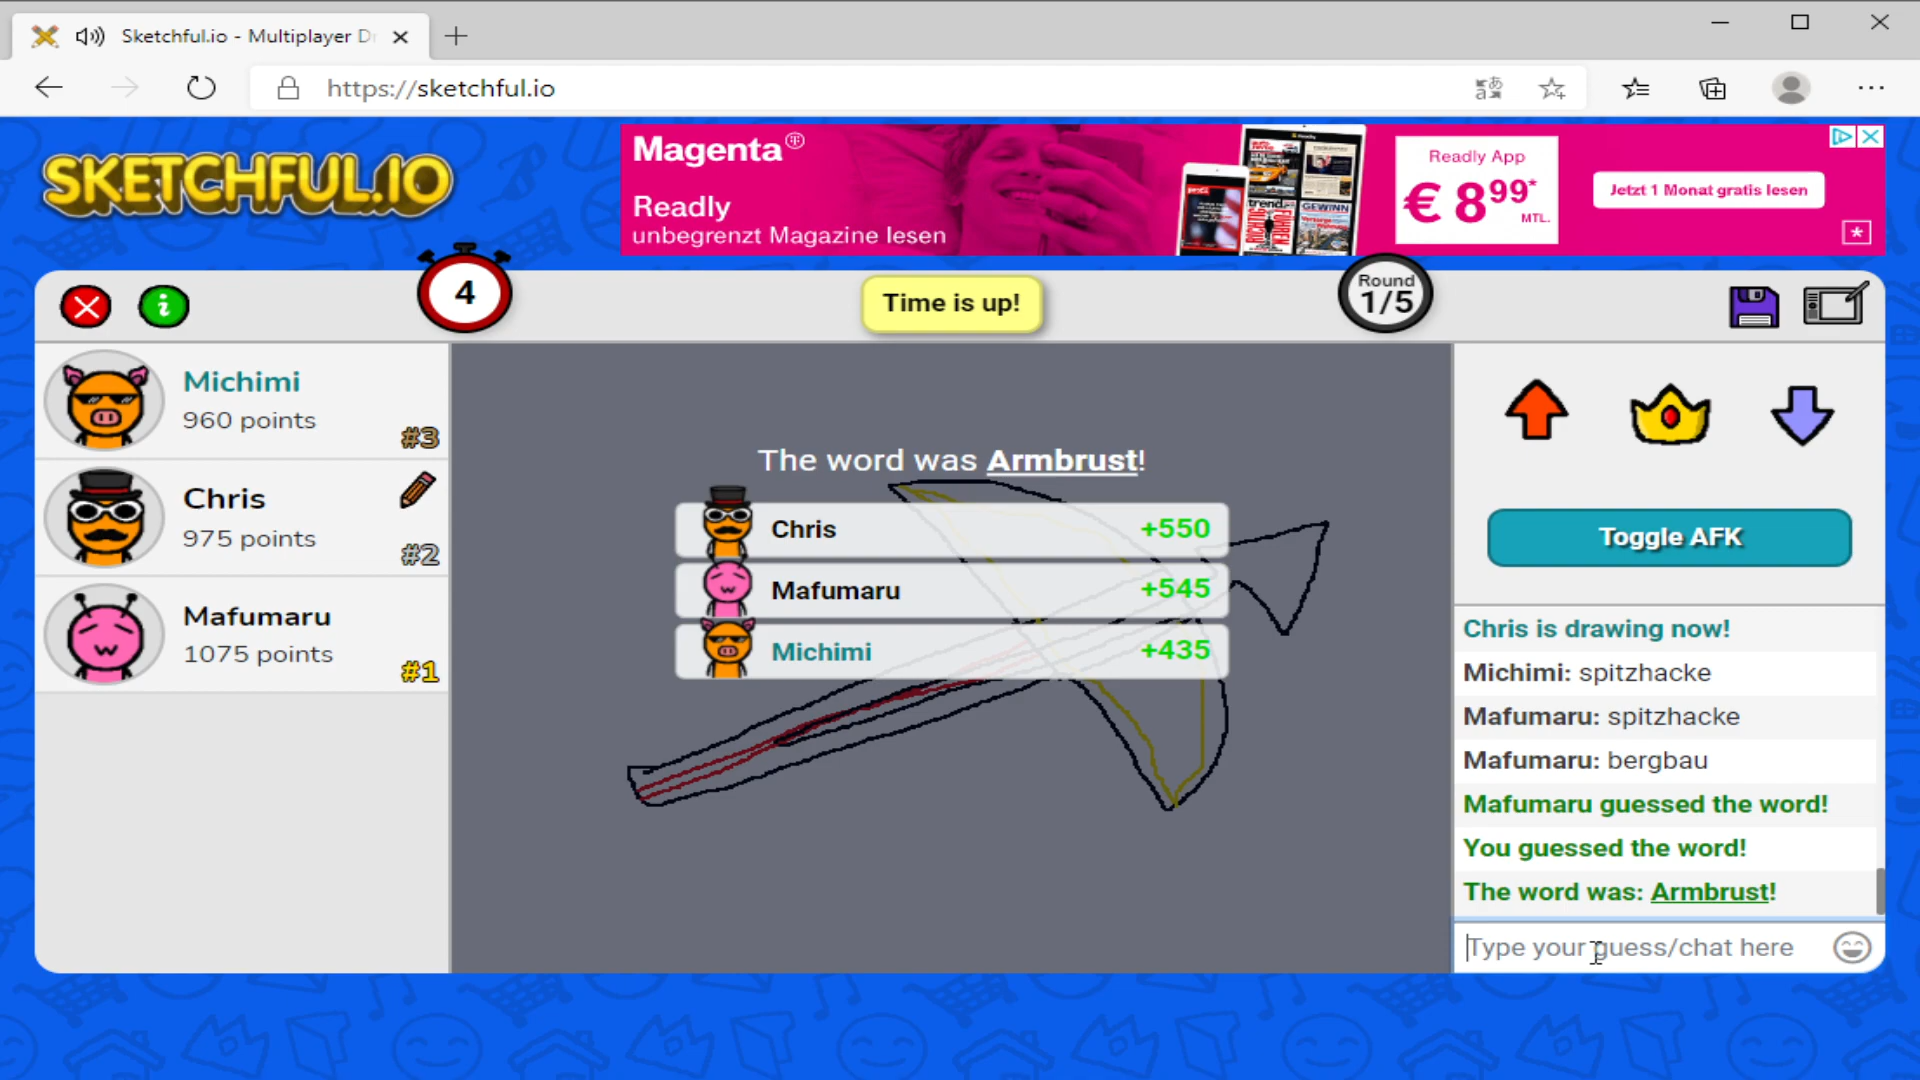 Sketchful.io - Multiplayer D
https://sketchful.io
SKETCHFUL.IO
Magenta
Readly
unbegrenzt Magazine lesen
trend.
GEWINN
Readly App
€ 8⁹⁹*
MTL.
Jetzt 1 Monat gratis lesen
*
4
Time is up!
Round
1/5
Michimi
960 points
#3
Chris
975 points
#2
Mafumaru
1075 points
#1
The word was Armbrust!
Chris +550
Mafumaru +545
Michimi +435
Toggle AFK
Chris is drawing now!
Michimi: spitzhacke
Mafumaru: spitzhacke
Mafumaru: bergbau
Mafumaru guessed the word!
You guessed the word!
The word was: Armbrust!
Type your guess/chat here